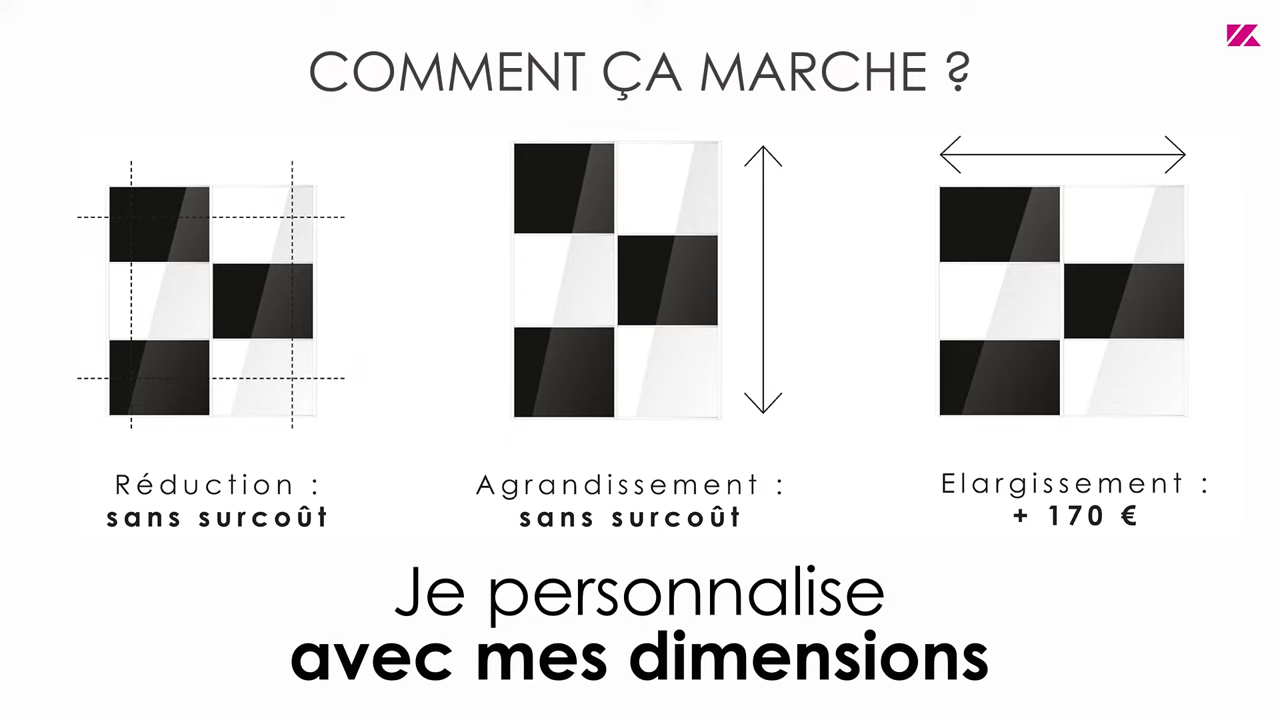 COMMENT ÇA MARCHE ?
Réduction :
sans surcoût
Agrandissement :
sans surcoût
Elargissement :
+ 170 €
Je personnalise
avec mes dimensions